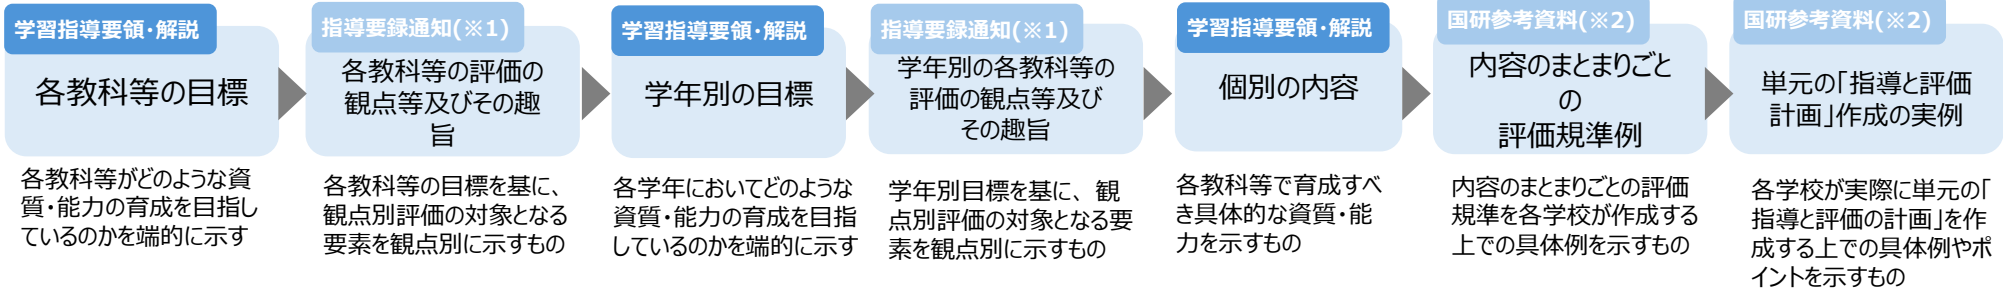 学習指導要領・解説
各教科等の目標
各教科等がどのような資
質・能力の育成を目指し
ているのかを端的に示す
指導要録通知(※1)
各教科等の評価の
観点等及びその趣
旨
各教科等の目標を基に、
観点別評価の対象となる
要素を観点別に示すもの
学習指導要領・解説
学年別の目標
各学年においてどのような
資質・能力の育成を目指
しているのかを端的に示す
指導要録通知(※1)
学年別の各教科等の
評価の観点等及び
その趣旨
学年別目標を基に、観
点別評価の対象となる要
素を観点別に示すもの
学習指導要領・解説
個別の内容
各教科等で育成すべ
き具体的な資質・能
力を示すもの
国研参考資料(※2)
内容のまとまりごと
の
評価規準例
内容のまとまりごとの評価
規準を各学校が作成する
上での具体例を示すもの
国研参考資料(※2)
単元の「指導と評価
計画」作成の実例
各学校が実際に単元の「
指導と評価の計画」を作
成する上での具体例やポ
イントを示すもの